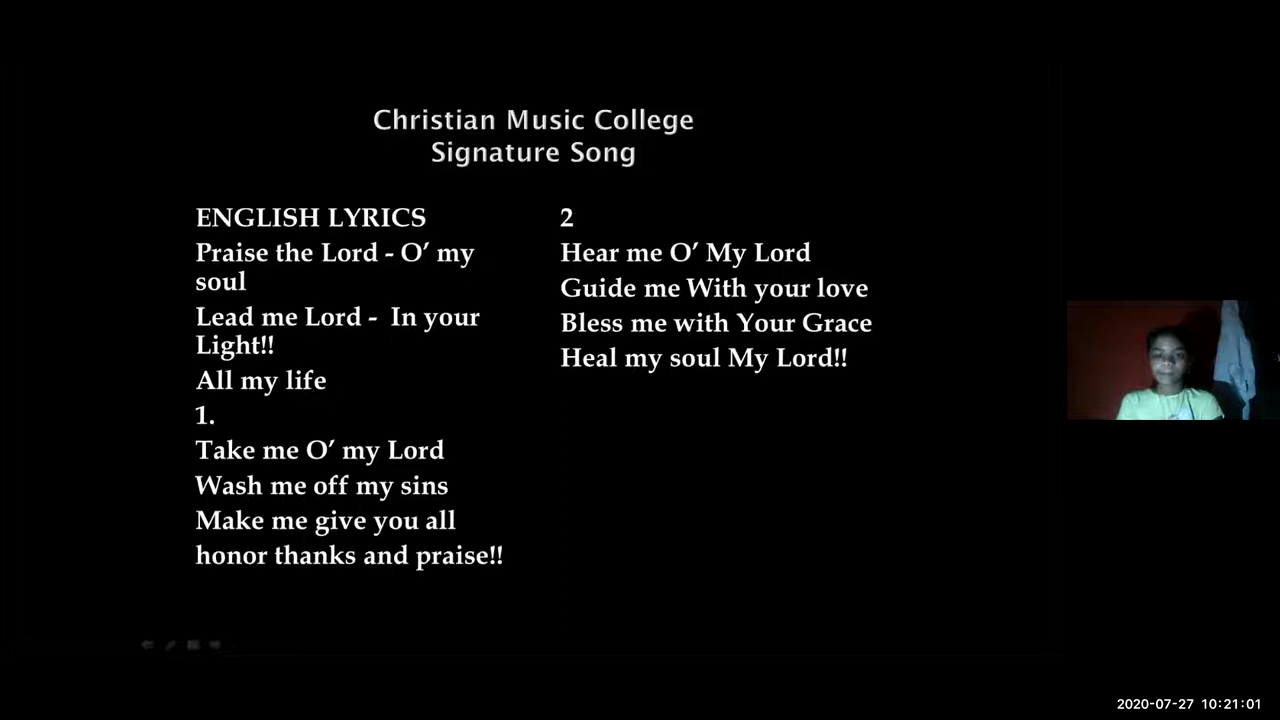 Christian Music College
Signature Song
ENGLISH LYRICS
Praise the Lord - O’ my
soul
Lead me Lord -  In your
Light!!
All my life
1.
Take me O’ my Lord
Wash me off my sins
Make me give you all
honor thanks and praise!!
2
Hear me O’ My Lord
Guide me With your love
Bless me with Your Grace
Heal my soul My Lord!!
2020-07-27 10:21:01